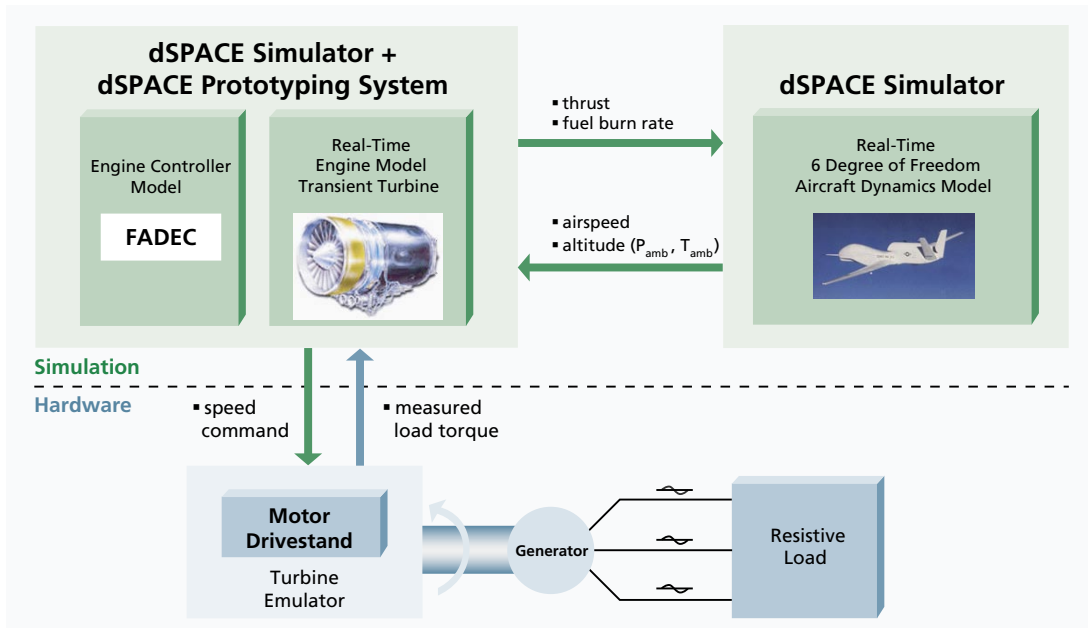 dSPACE Simulator +
dSPACE Prototyping System
Engine Controller
Model
FADEC
Real-Time
Engine Model
Transient Turbine
▪ thrust
▪ fuel burn rate
▪ airspeed
▪ altitude (Pamb, Tamb)
dSPACE Simulator
Real-Time
6 Degree of Freedom
Aircraft Dynamics Model
Simulation
Hardware
▪ speed
command
▪ measured
load torque
Motor
Drivestand
Turbine
Emulator
Generator
Resistive
Load